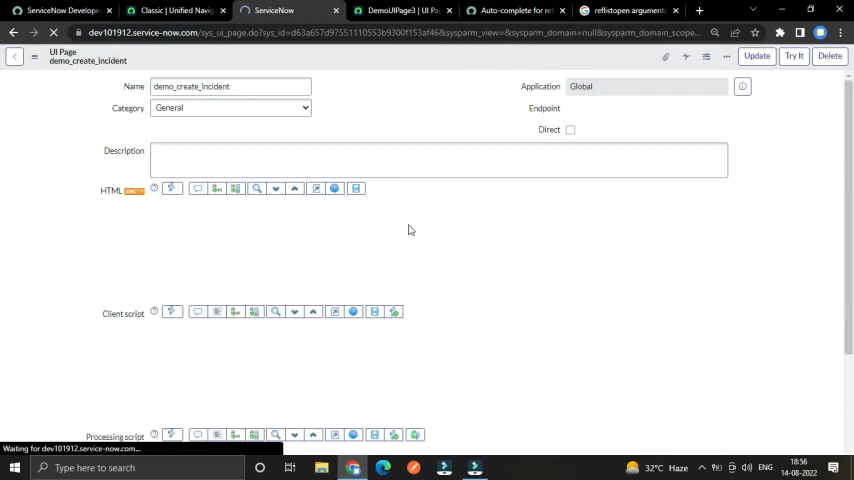 ServiceNow Develope
Classic | Unified Navig
ServiceNow
DemoUIPage3 | UI Pag
Auto-complete for ref
reflistopen argument
dev101912.service-now.com/sys_ui_page.do?sys_id=d63a657d97551110553b9300f153af46&sysparm_view=&sysparm_domain=null&sysparm_domain_scope...
UI Page
demo_create_incident
Update
Try It
Delete
Name
demo_create_incident
Application
Global
Category
General
Endpoint
Direct
Description
HTML
Client script
Processing script
Waiting for dev101912.service-now.com...
Type here to search
32°C Haze
ENG
18:56
14-08-2022